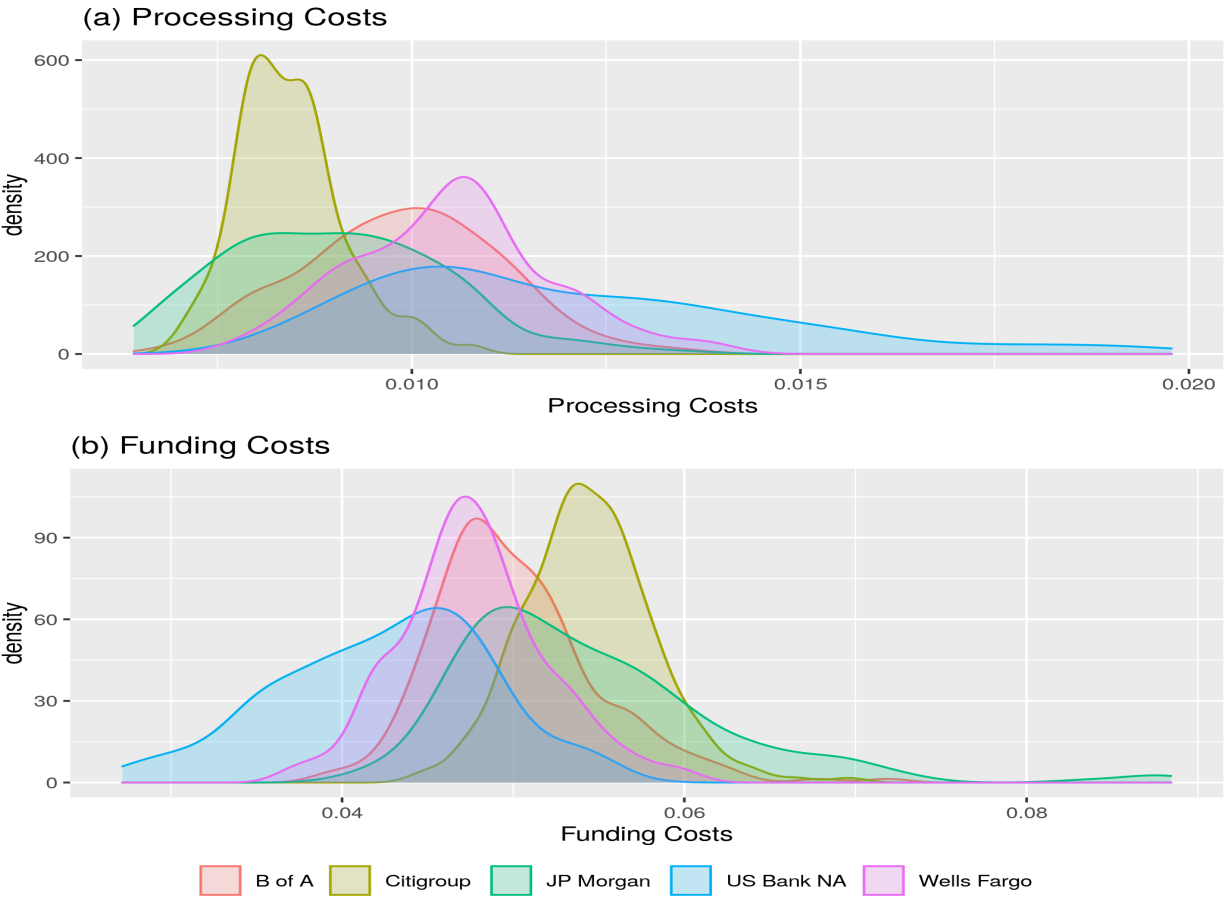 (a) Processing Costs
600
400
200
0
density
0.010 0.015 0.020
Processing Costs
(b) Funding Costs
90
60
30
0
density
0.04 0.06 0.08
Funding Costs
B of A Citigroup JP Morgan US Bank NA Wells Fargo